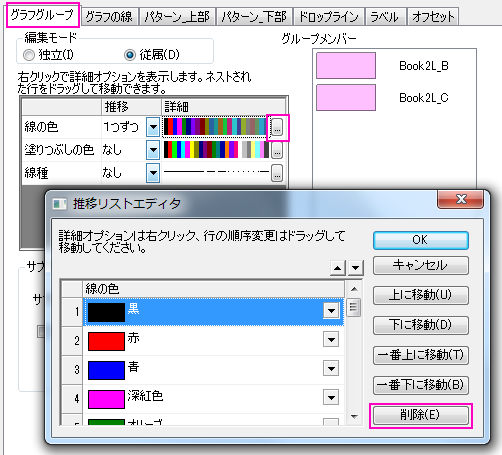 グラフグループ グラフの線 パターン_上部 パターン_下部 ドロップライン ラベル オフセット
編集モード
独立(I) 従属(D)
グループメンバー
Book2L_B
Book2L_C
右クリックで詳細オプションを表示します。ネストされ
た行をドラッグして移動できます。
推移 詳細
線の色 1つずつ ...
塗りつぶしの色 なし ...
線種 なし ...
サブ
サブ
推移リストエディタ
詳細オプションは右クリック、行の順序変更はドラッグして
移動してください。
線の色
1 黒
2 赤
3 青
4 深紅色
オリーブ
OK
キャンセル
上に移動(U)
下に移動(D)
一番上に移動(T)
一番下に移動(B)
削除(E)